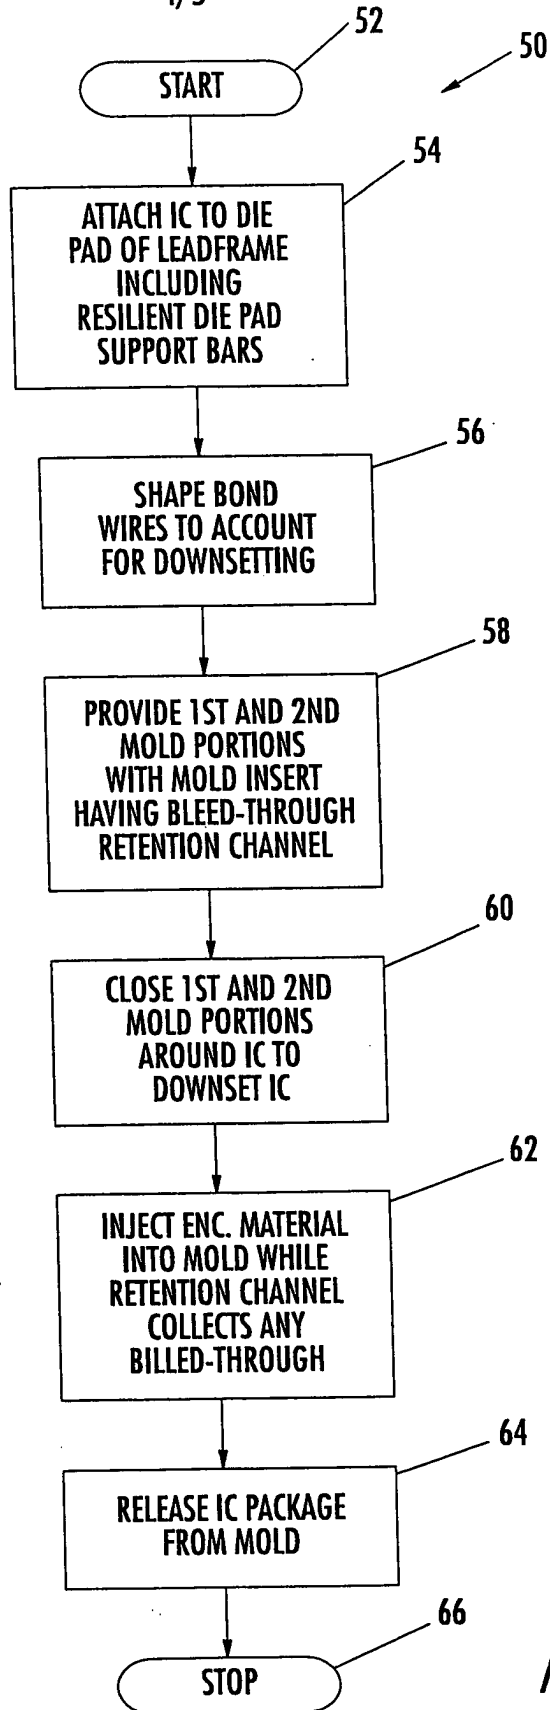 52
50
START
54
ATTACH IC TO DIE
PAD OF LEADFRAME
INCLUDING
RESILIENT DIE PAD
SUPPORT BARS
56
SHAPE BOND
WIRES TO ACCOUNT
FOR DOWNSETTING
58
PROVIDE 1ST AND 2ND
MOLD PORTIONS
WITH MOLD INSERT
HAVING BLEED-THROUGH
RETENTION CHANNEL
60
CLOSE 1ST AND 2ND
MOLD PORTIONS
AROUND IC TO
DOWNSET IC
62
INJECT ENC. MATERIAL
INTO MOLD WHILE
RETENTION CHANNEL
COLLECTS ANY
BILLED-THROUGH
64
RELEASE IC PACKAGE
FROM MOLD
66
STOP